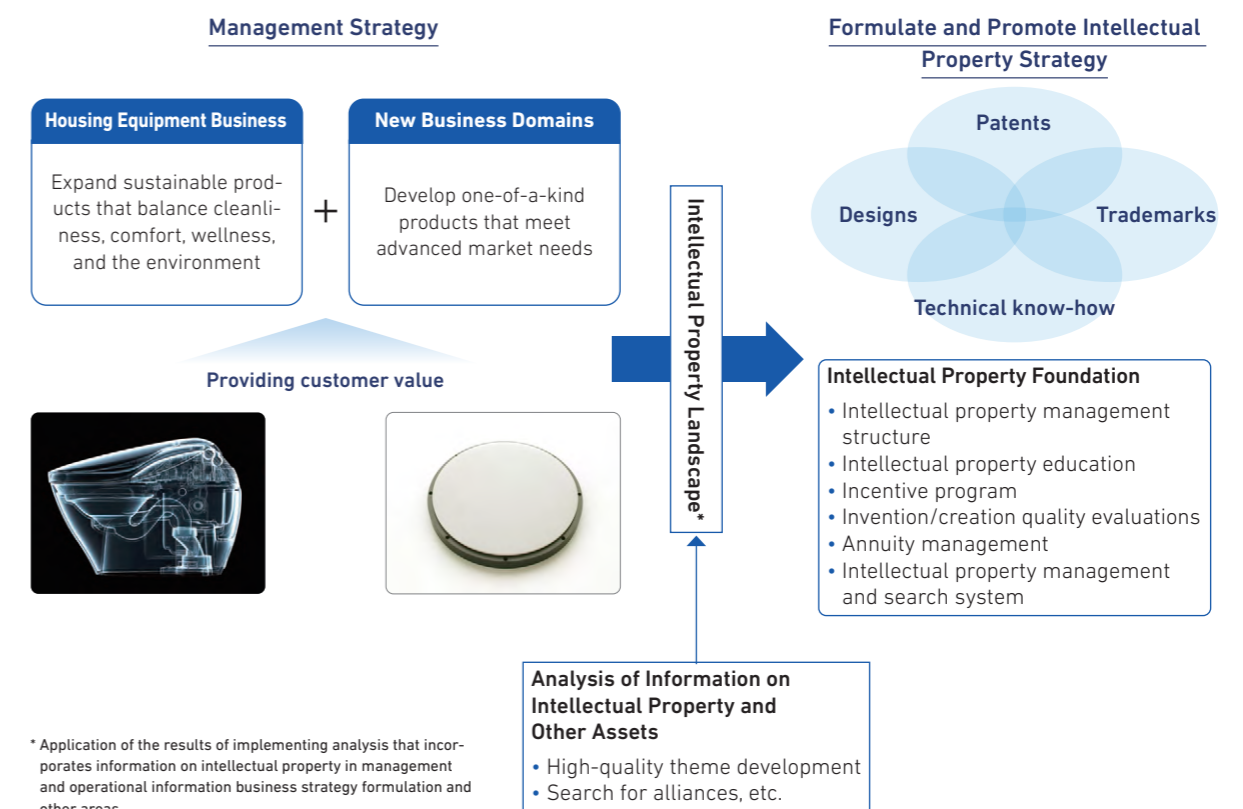 Management Strategy
Housing Equipment Business
Expand sustainable prod-
ucts that balance cleanli-
ness, comfort, wellness,
and the environment
+
New Business Domains
Develop one-of-a-kind
products that meet
advanced market needs
Providing customer value
Intellectual Property Landscape*
Formulate and Promote Intellectual
Property Strategy
Patents
Designs
Trademarks
Technical know-how
Intellectual Property Foundation
• Intellectual property management
structure
• Intellectual property education
• Incentive program
• Invention/creation quality evaluations
• Annuity management
• Intellectual property management
and search system
Analysis of Information on
Intellectual Property and
Other Assets
• High-quality theme development
• Search for alliances, etc.
* Application of the results of implementing analysis that incor-
porates information on intellectual property in management
and operational information business strategy formulation and
other areas